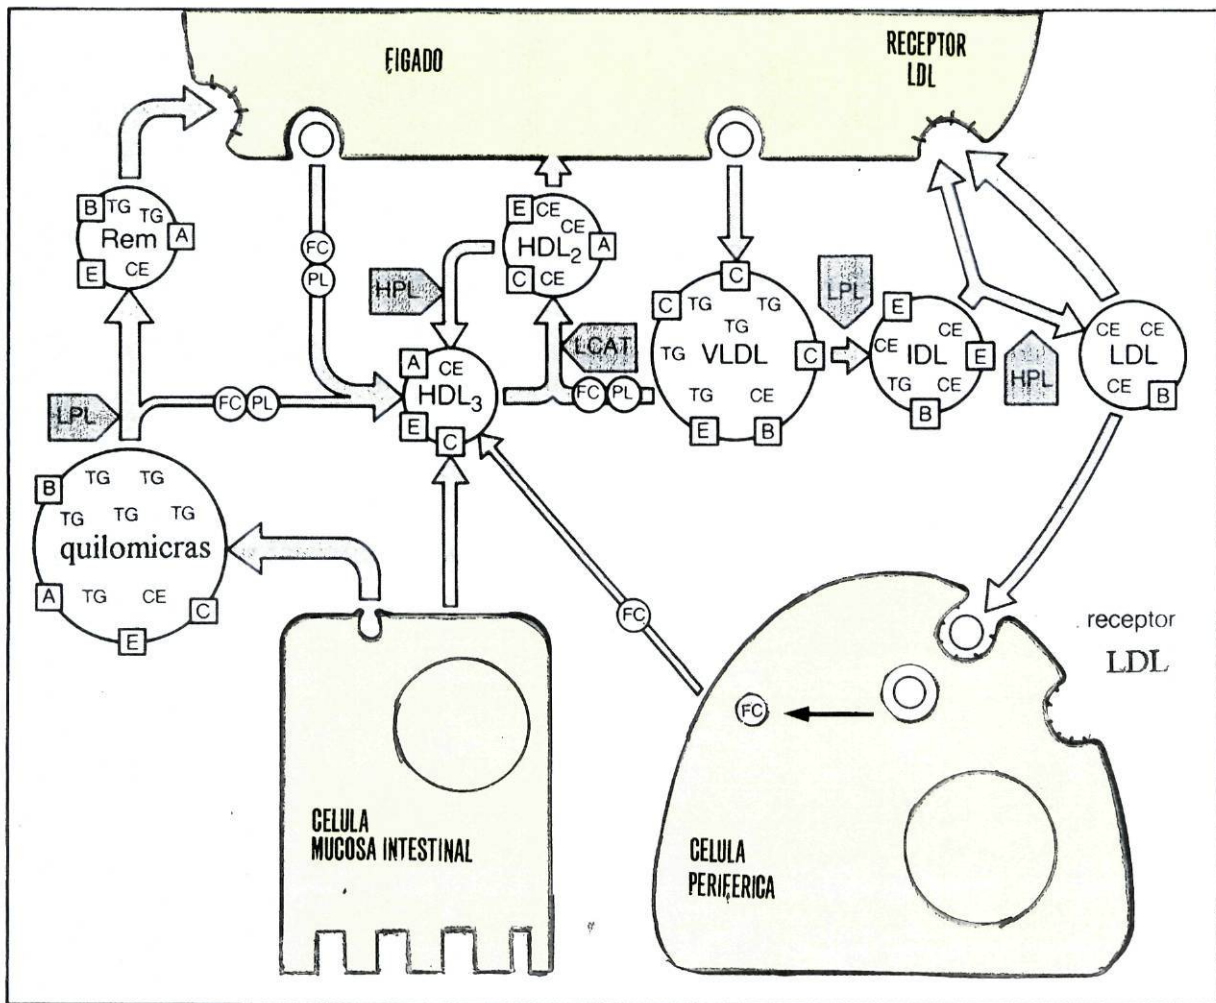 FIGADO
RECEPTOR
LDL
B
TG
TG
Rem
A
E
CE
FC
PL
HPL
E
CE
CE
HDL2
A
C
CE
LCAT
A
CE
HDL3
E
C
LPL
FC
PL
FC
PL
C
C
TG
TG
TG
TG
VLDL
C
TG
CE
E
B
LPL
E
CE
CE
IDL
E
TG
CE
B
HPL
CE
CE
LDL
CE
B
B
TG
TG
TG
TG
TG
quilomicras
A
TG
CE
C
E
FC
receptor
LDL
FC
CELULA
MUCOSA INTESTINAL
CELULA
PERIFERICA